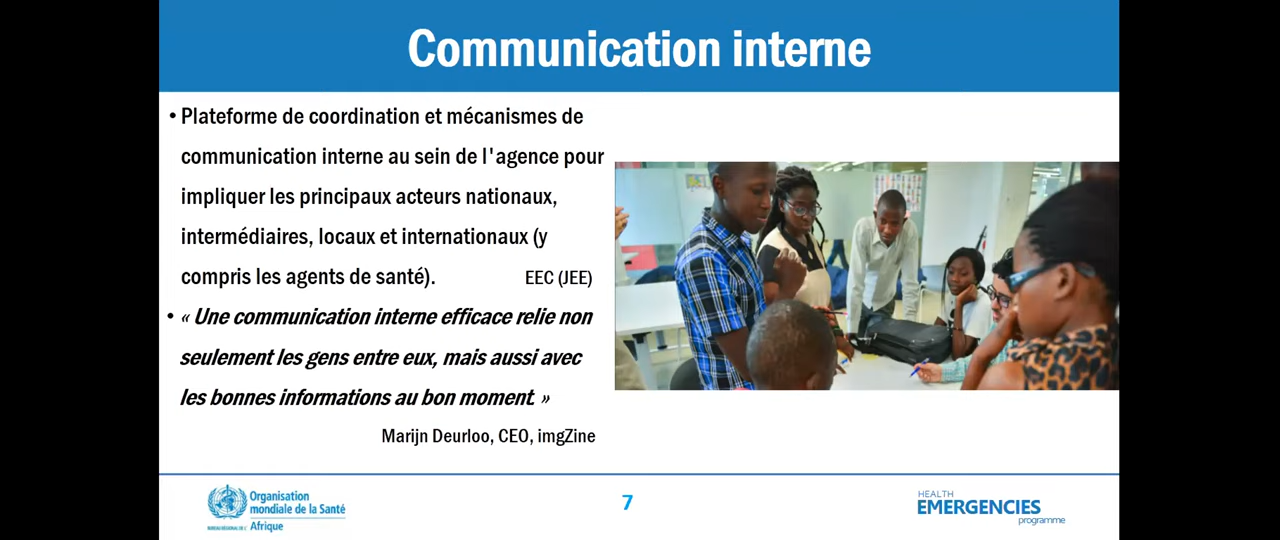 Communication interne
• Plateforme de coordination et mécanismes de
communication interne au sein de l'agence pour
impliquer les principaux acteurs nationaux,
intermédiaires, locaux et internationaux (y
compris les agents de santé). EEC (JEE)
• « Une communication interne efficace relie non
seulement les gens entre eux, mais aussi avec
les bonnes informations au bon moment. »
Marijn Deurloo, CEO, imgZine
Organisation
mondiale de la Santé
BUREAU RÉGIONAL DE L' Afrique
7
HEALTH
EMERGENCIES
programme